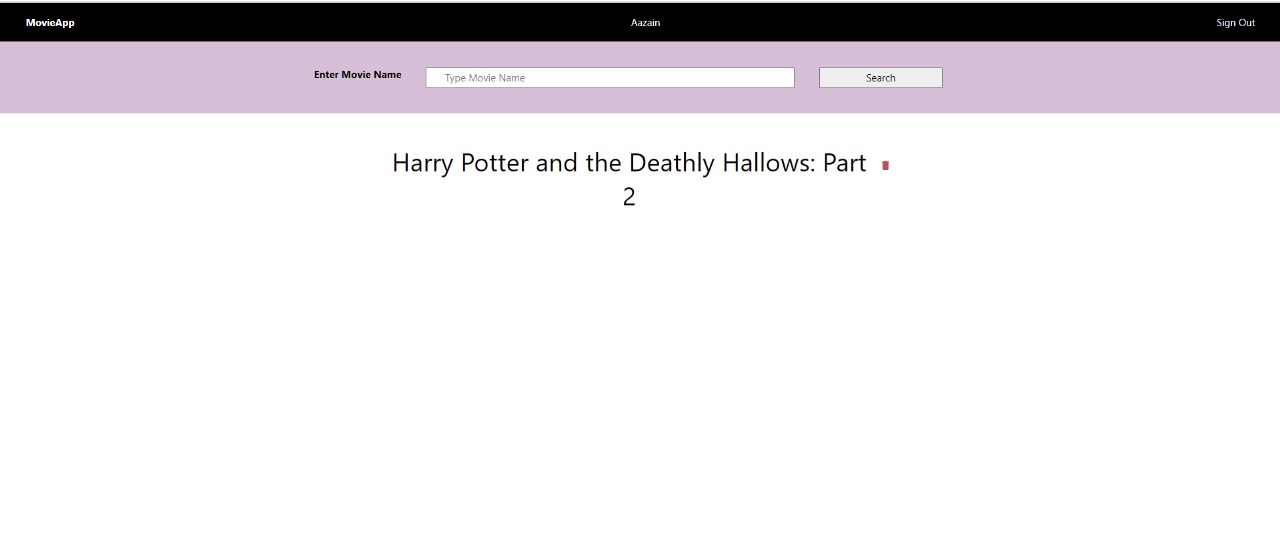 MovieApp Aazain Sign Out
Enter Movie Name Type Movie Name Search
Harry Potter and the Deathly Hallows: Part
2